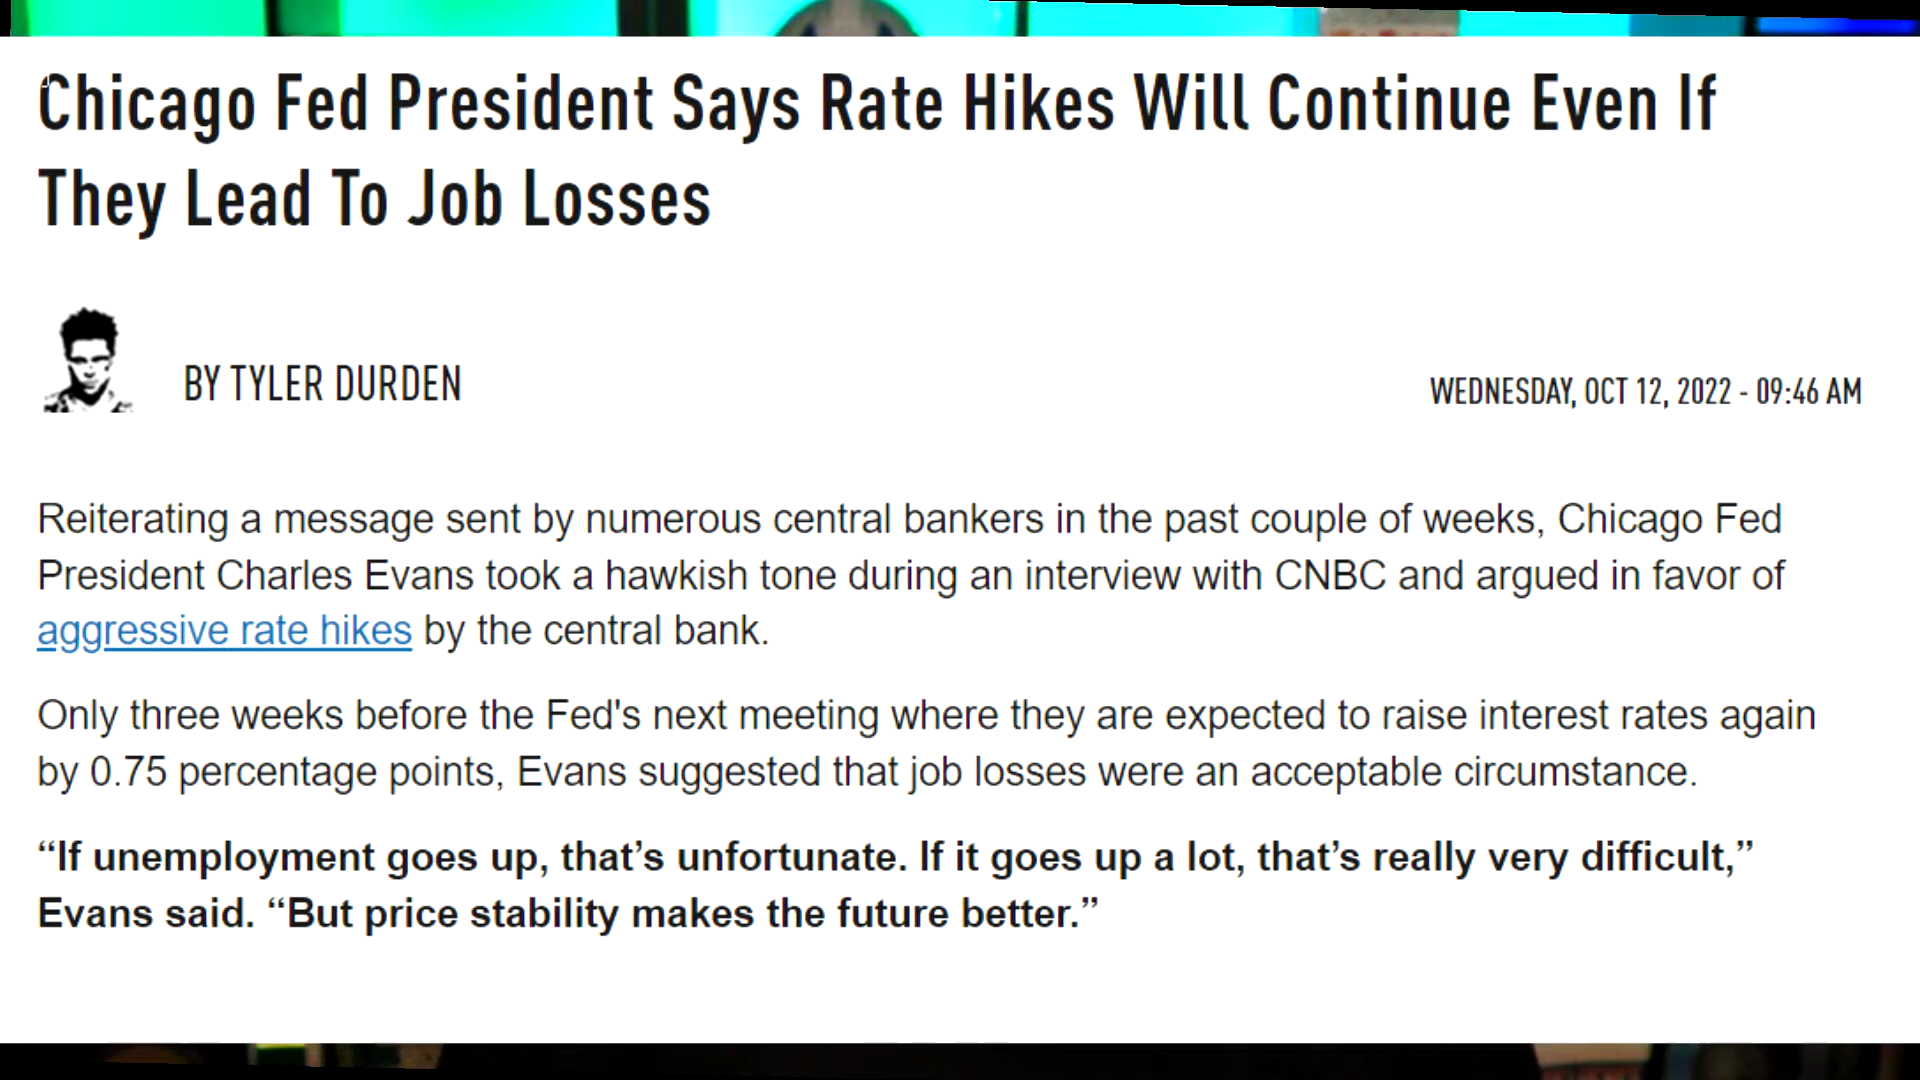 Chicago Fed President Says Rate Hikes Will Continue Even If
They Lead To Job Losses
BY TYLER DURDEN
WEDNESDAY, OCT 12, 2022 - 09:46 AM
Reiterating a message sent by numerous central bankers in the past couple of weeks, Chicago Fed
President Charles Evans took a hawkish tone during an interview with CNBC and argued in favor of
aggressive rate hikes by the central bank.
Only three weeks before the Fed's next meeting where they are expected to raise interest rates again
by 0.75 percentage points, Evans suggested that job losses were an acceptable circumstance.
“If unemployment goes up, that’s unfortunate. If it goes up a lot, that’s really very difficult,”
Evans said. “But price stability makes the future better.”